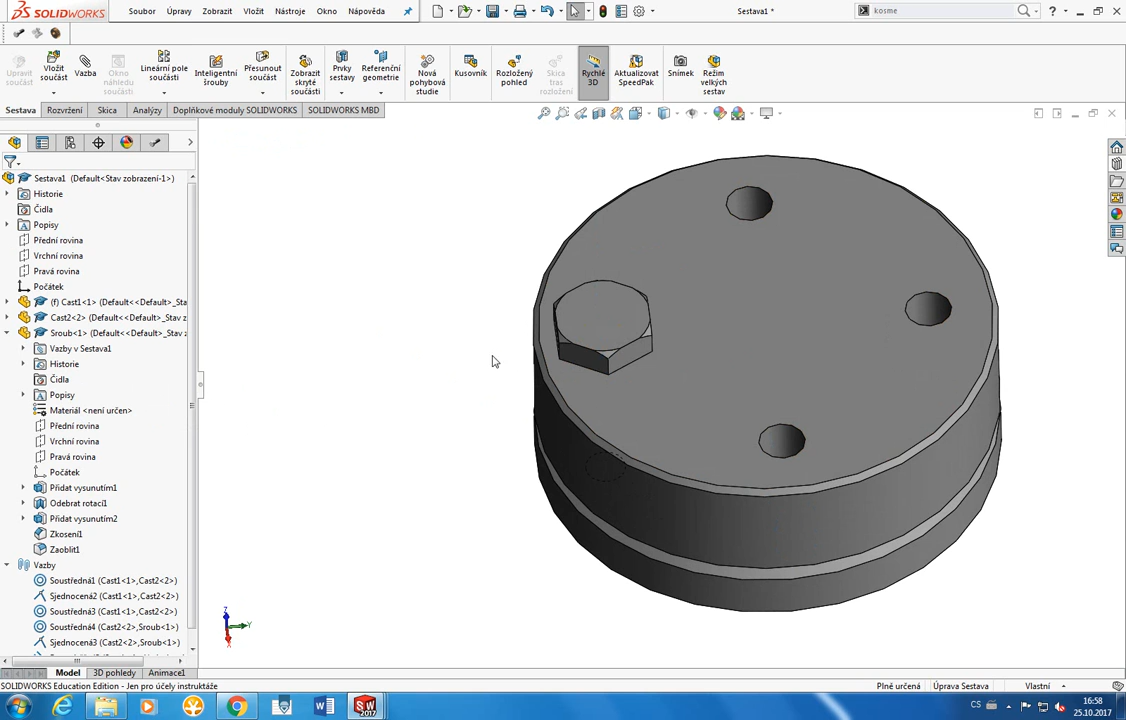 SOLIDWORKS
Soubor Úpravy Zobrazit Vložit Nástroje Okno Nápověda
Sestava1 *
kosme
Upravit součást
Vložit součást
Vazba
Okno náhledu součásti
Lineární pole součásti
Inteligentní šrouby
Přesunout součást
Zobrazit skryté součásti
Prvky sestavy
Referenční geometrie
Nová pohybová studie
Kusovník
Rozložený pohled
Skica tras rozložení
Rychlé 3D
Aktualizovat SpeedPak
Snímek
Režim velkých sestav
Sestava Rozvržení Skica Analýzy Doplňkové moduly SOLIDWORKS SOLIDWORKS MBD
Sestava1 (Default<Stav zobrazení-1>)
Historie
Čidla
Popisy
Přední rovina
Vrchní rovina
Pravá rovina
Počátek
(f) Cast1<1> (Default<<Default>_Sta
Cast2<2> (Default<<Default>_Stav z
Sroub<1> (Default<<Default>_Stav z
Vazby v Sestava1
Historie
Čidla
Popisy
Materiál <není určen>
Přední rovina
Vrchní rovina
Pravá rovina
Počátek
Přidat vysunutím1
Odebrat rotací1
Přidat vysunutím2
Zkosení1
Zaoblit1
Vazby
Soustředná1 (Cast1<1>,Cast2<2>)
Sjednocená2 (Cast1<1>,Cast2<2>)
Soustředná3 (Cast1<1>,Cast2<2>)
Soustředná4 (Cast2<2>,Sroub<1>)
Sjednocená3 (Cast2<2>,Sroub<1>)
Z
Y
X
Model 3D pohledy Animace1
SOLIDWORKS Education Edition - Jen pro účely instruktáže
Plně určená Úprava Sestava Vlastní
CS
16:58
25.10.2017
SW
2017